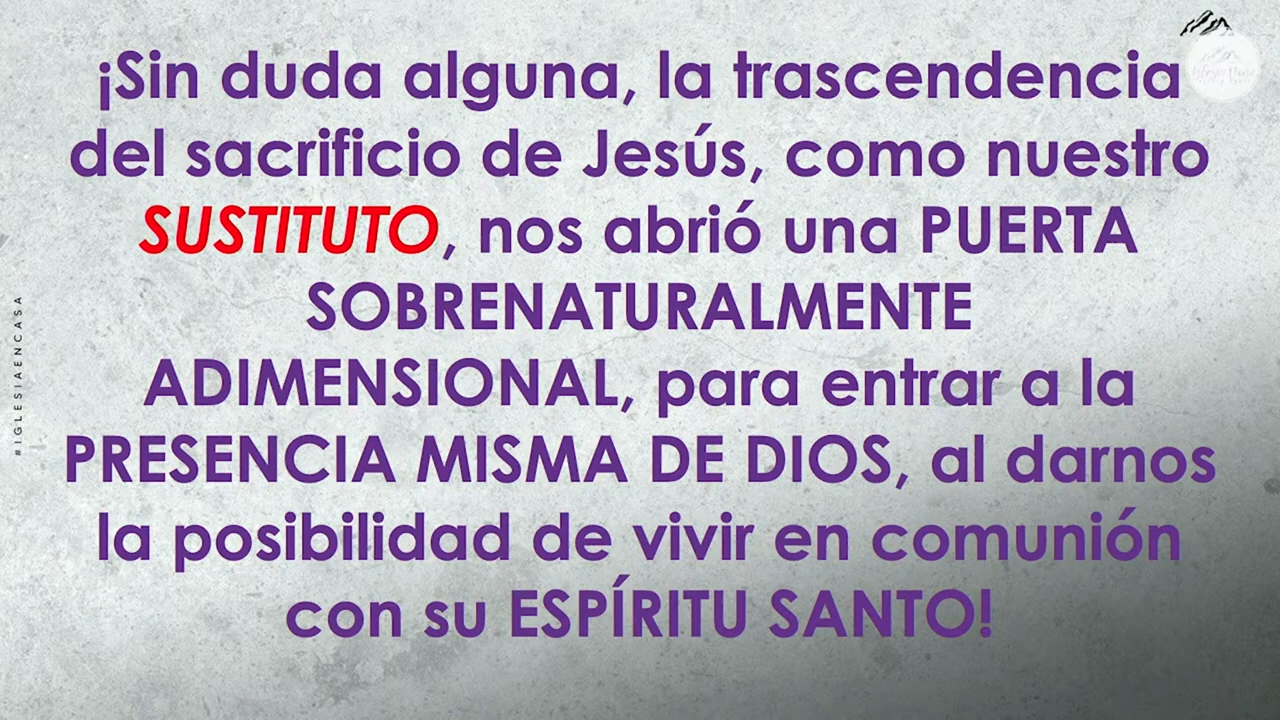 ¡Sin duda alguna, la trascendencia
del sacrificio de Jesús, como nuestro
SUSTITUTO, nos abrió una PUERTA
SOBRENATURALMENTE
ADIMENSIONAL, para entrar a la
PRESENCIA MISMA DE DIOS, al darnos
la posibilidad de vivir en comunión
con su ESPÍRITU SANTO!
#IGLESIAENCASA